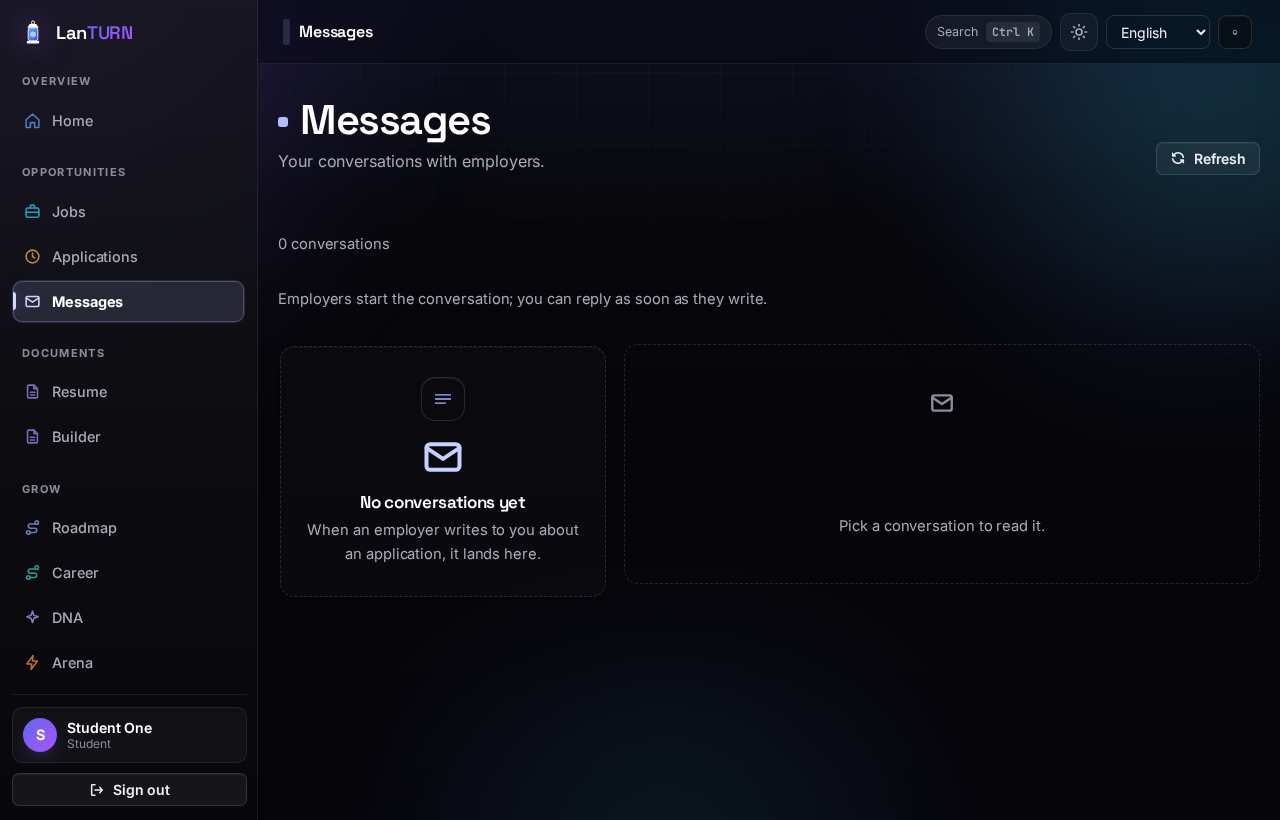 LanTURN
OVERVIEW
Home
OPPORTUNITIES
Jobs
Applications
Messages
DOCUMENTS
Resume
Builder
GROW
Roadmap
Career
DNA
Arena
S
Student One
Student
Sign out
Messages
Search Ctrl K
English
Messages
Your conversations with employers.
Refresh
0 conversations
Employers start the conversation; you can reply as soon as they write.
No conversations yet
When an employer writes to you about
an application, it lands here.
Pick a conversation to read it.